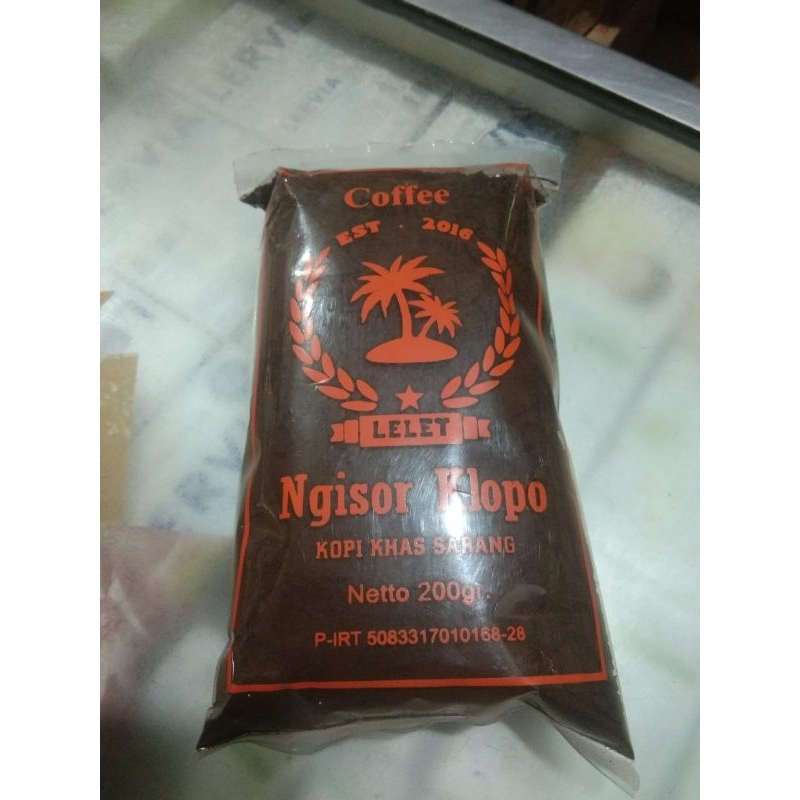 Coffee
EST · 2016
LELET
Ngisor Klopo
KOPI KHAS SARANG
Netto 200gr.
P-IRT 5083317010168-28